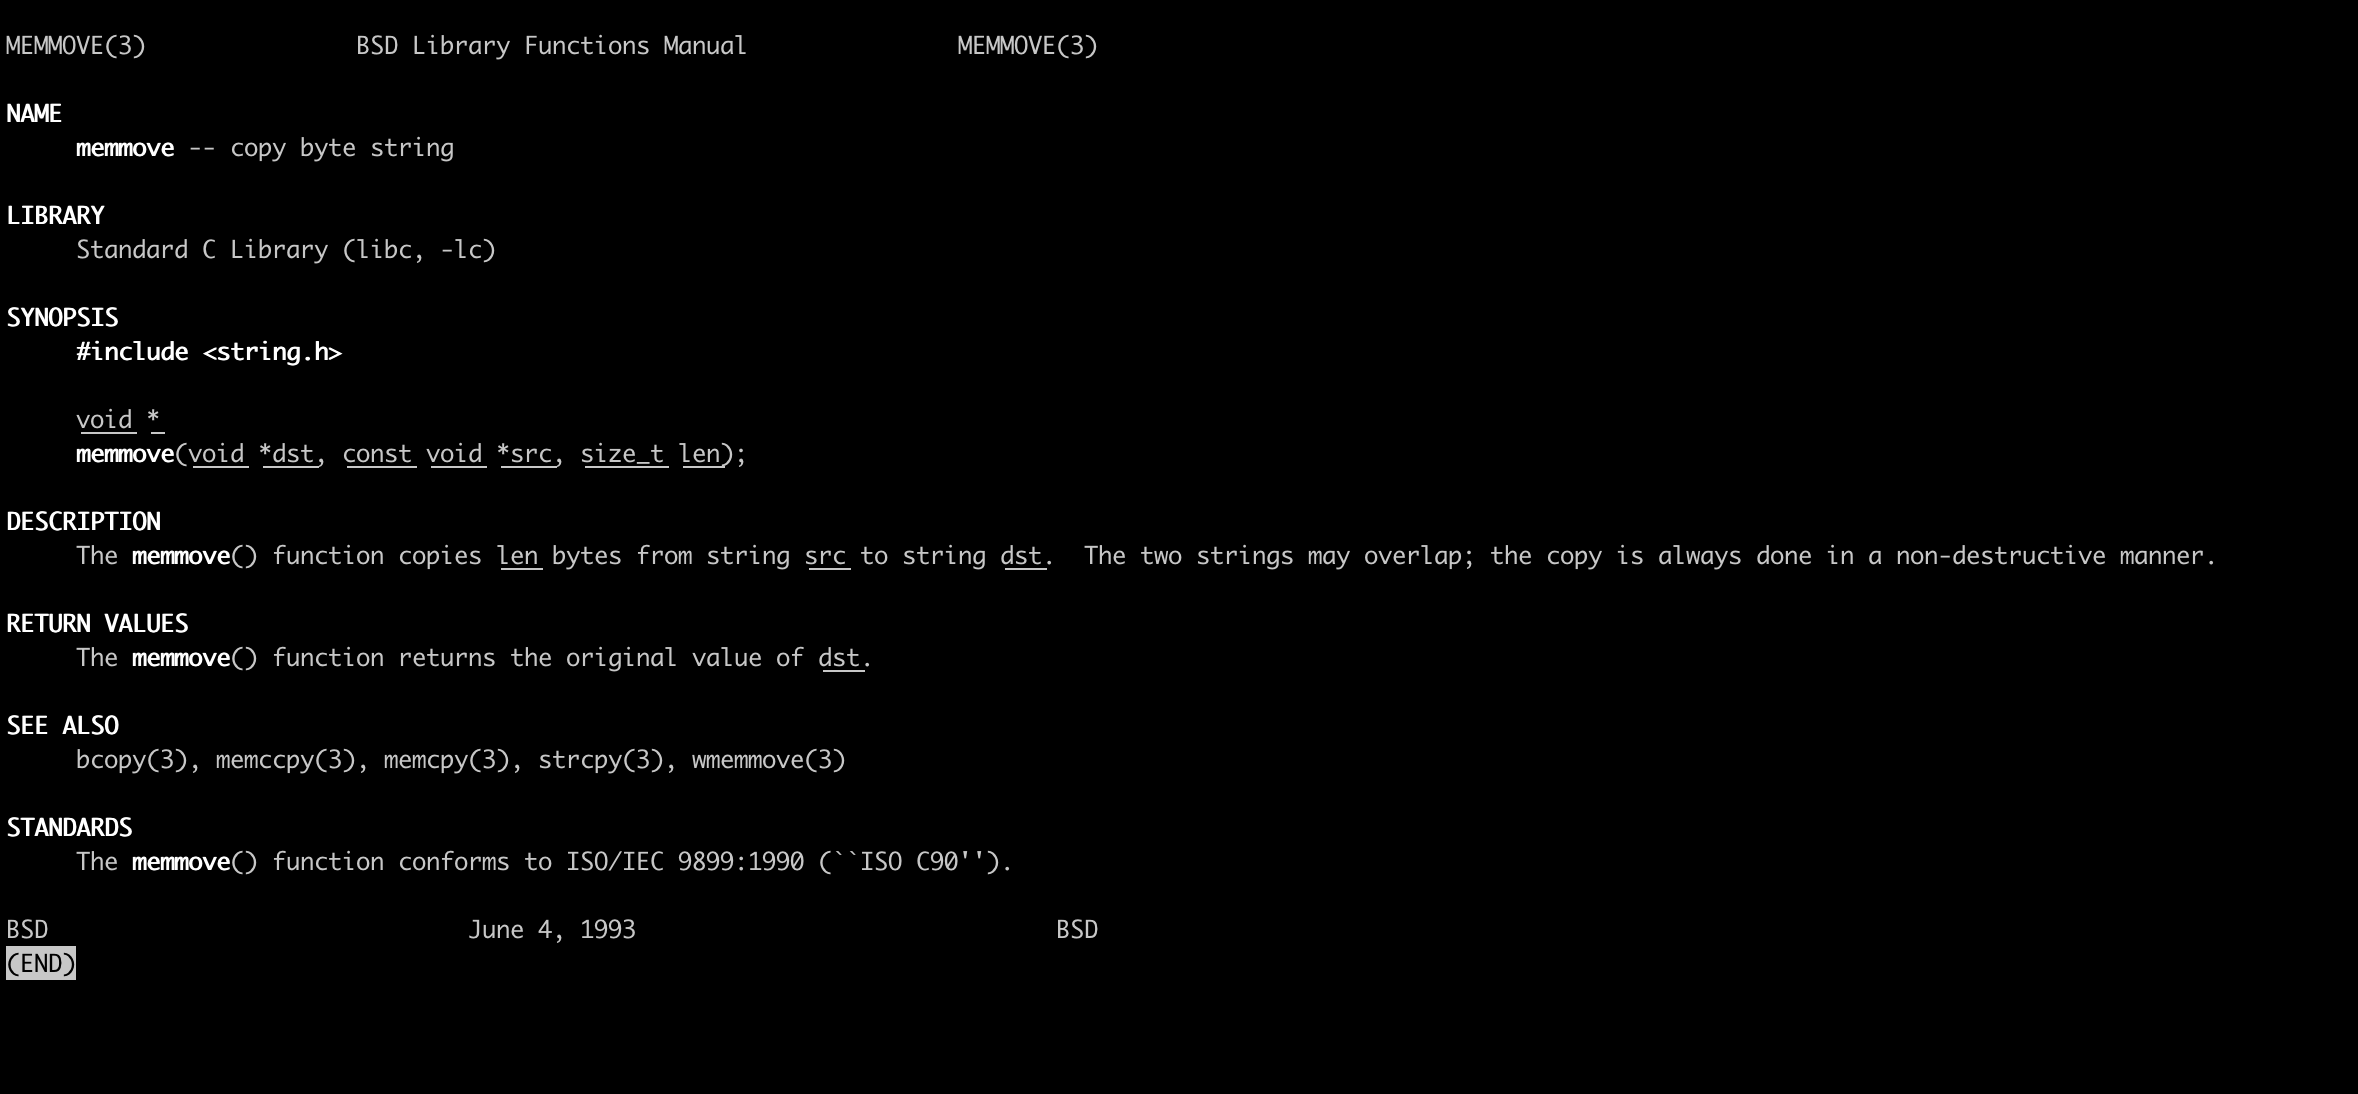 MEMMOVE(3)               BSD Library Functions Manual               MEMMOVE(3)
NAME
     memmove -- copy byte string
LIBRARY
     Standard C Library (libc, -lc)
SYNOPSIS
     #include <string.h>
     void *
     memmove(void *dst, const void *src, size_t len);
DESCRIPTION
     The memmove() function copies len bytes from string src to string dst.  The two strings may overlap; the copy is always done in a non-destructive manner.
RETURN VALUES
     The memmove() function returns the original value of dst.
SEE ALSO
     bcopy(3), memccpy(3), memcpy(3), strcpy(3), wmemmove(3)
STANDARDS
     The memmove() function conforms to ISO/IEC 9899:1990 (``ISO C90'').
BSD                              June 4, 1993                              BSD
(END)